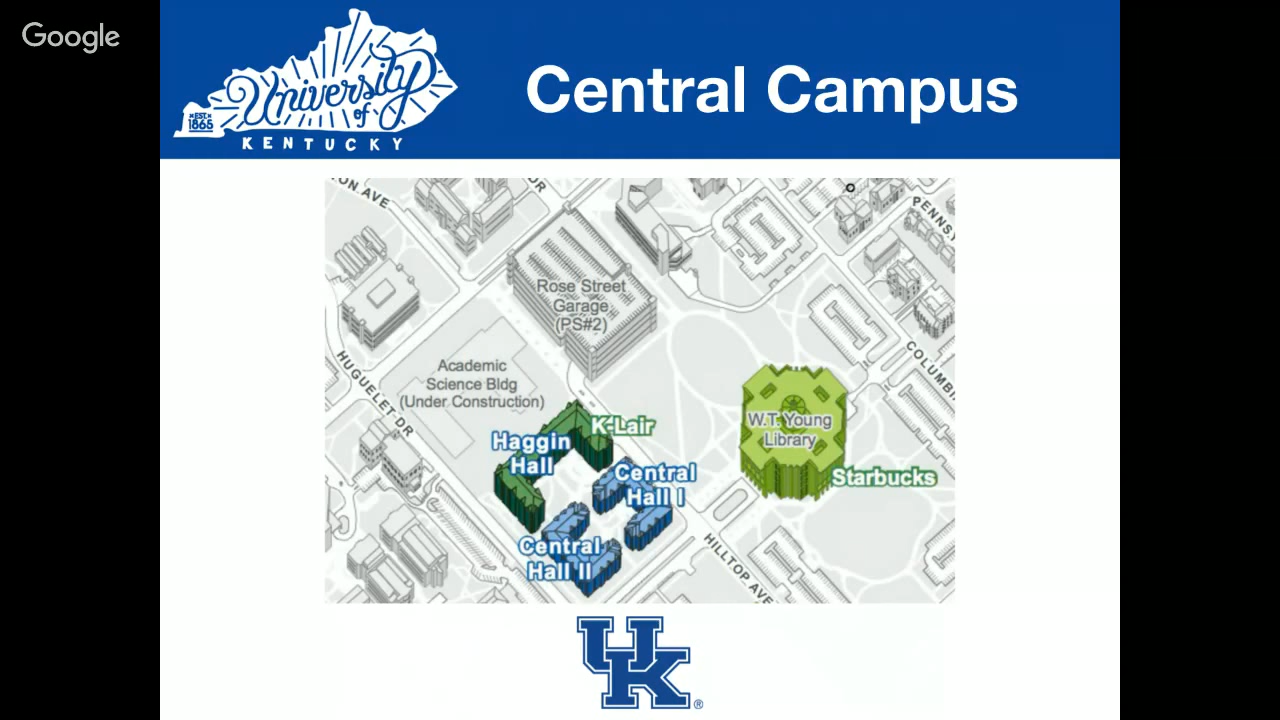 Google
University
of
KENTUCKY
EST.
1865
Central Campus
ON AVE
DR
PENNS
Rose Street
Garage
(PS#2)
Academic
Science Bldg
(Under Construction)
HUGUELET DR
COLUMBI
K-Lair
Haggin
Hall
W.T. Young
Library
Central
Hall I
Starbucks
Central
Hall II
HILLTOP AVE
UK®